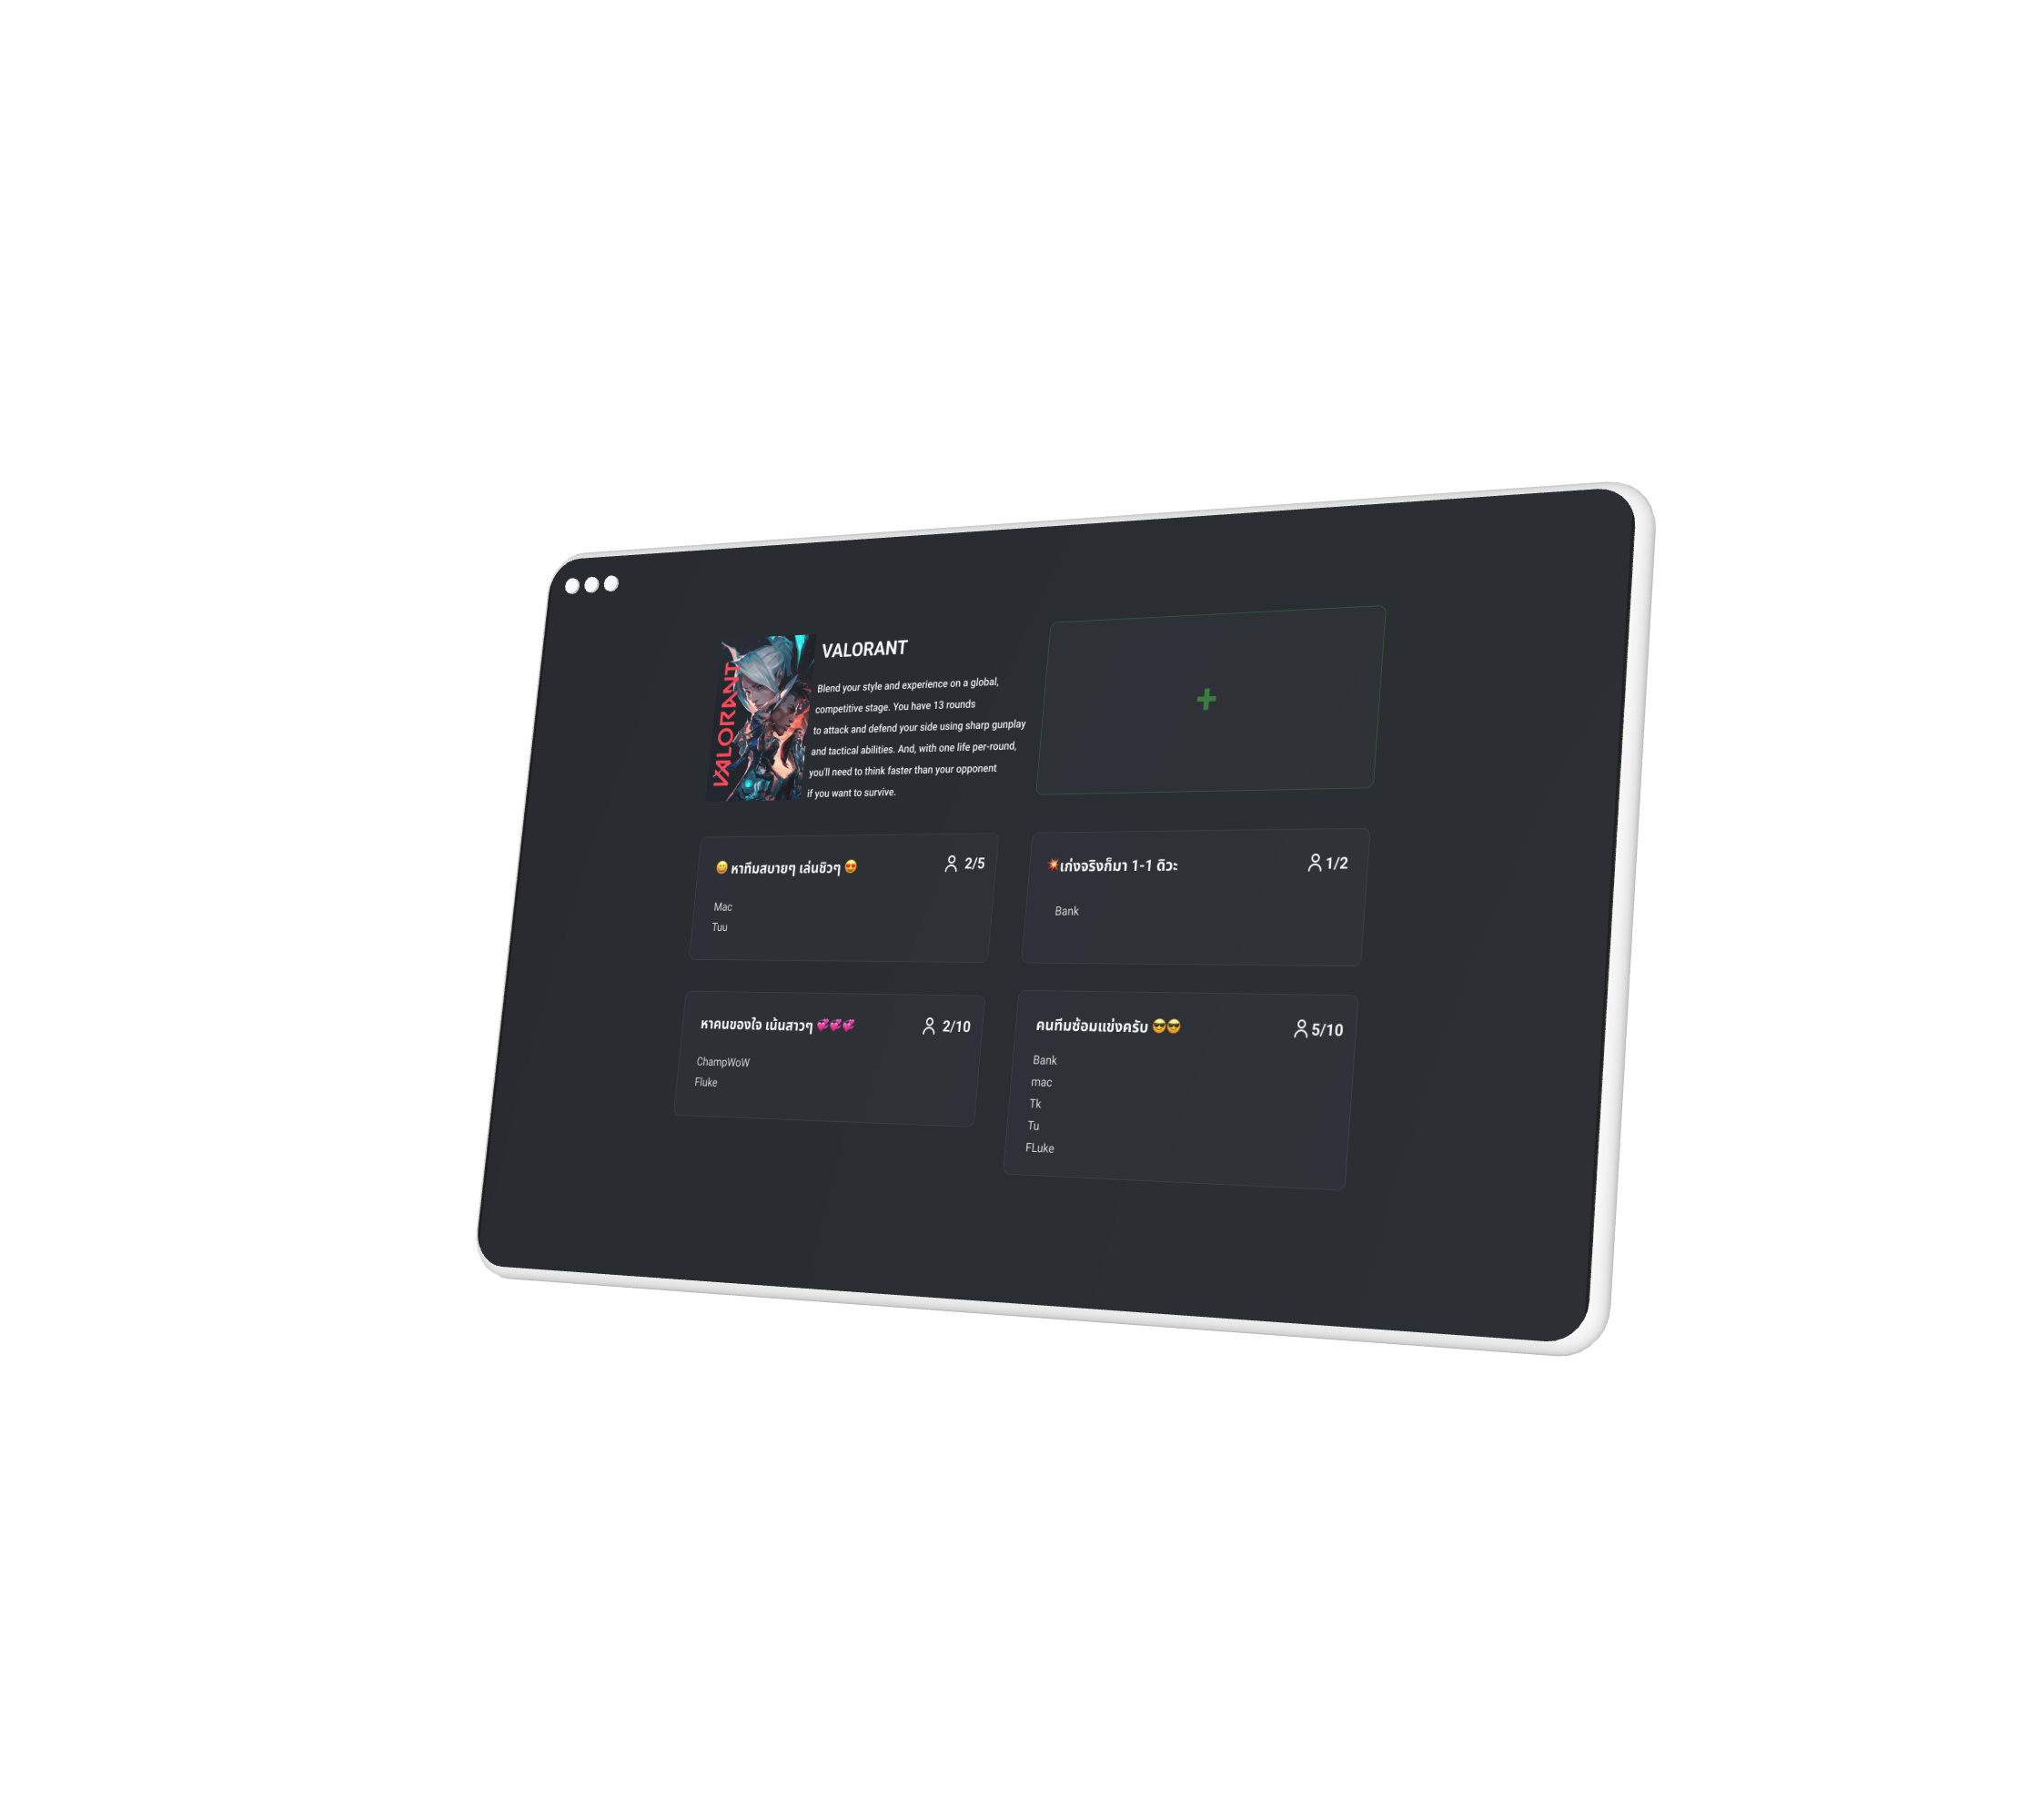 VALORANT
VALORANT
Blend your style and experience on a global,
competitive stage. You have 13 rounds
to attack and defend your side using sharp gunplay
and tactical abilities. And, with one life per-round,
you'll need to think faster than your opponent
if you want to survive.
😀 หาทีมสบายๆ เล่นชิวๆ 😍 2/5
Mac
Tuu
💥เก่งจริงก็มา 1-1 ดิวะ 1/2
Bank
หาคนของใจ เน้นสาวๆ 💞💞💞 2/10
ChampWoW
Fluke
คนทีมซ้อมแข่งครับ 😎😎 5/10
Bank
mac
Tk
Tu
FLuke